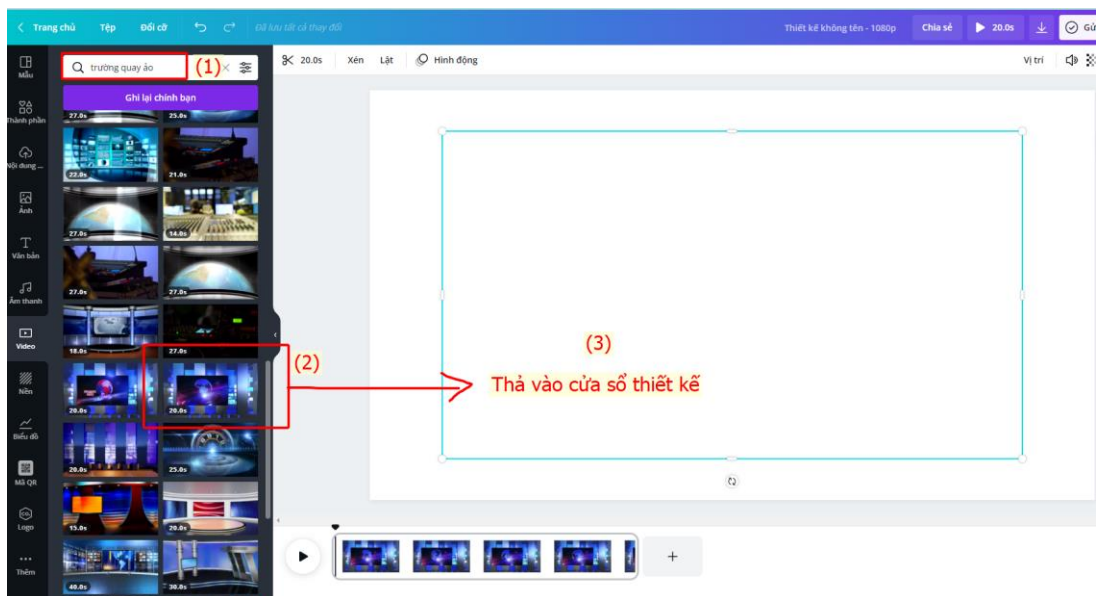 Trang chủ Tệp Đổi cỡ Đã lưu tất cả thay đổi Thiết kế không tên - 1080p Chia sẻ 20.0s Gử
trường quay ảo (1) 20.0s Xén Lật Hình động Vị trí
Mẫu
Ghi lại chính bạn
27.0s 25.0s
Thành phần
22.0s 21.0s
Nội dung ...
Ảnh
27.0s 14.0s
Văn bản
27.0s 27.0s
Âm thanh
Video
18.0s 27.0s
(2)
(3)
Thả vào cửa sổ thiết kế
Nền
20.0s 20.0s
Biểu đồ
20.0s 25.0s
Mã QR
Logo
15.0s 20.0s
Thêm
40.0s 30.0s